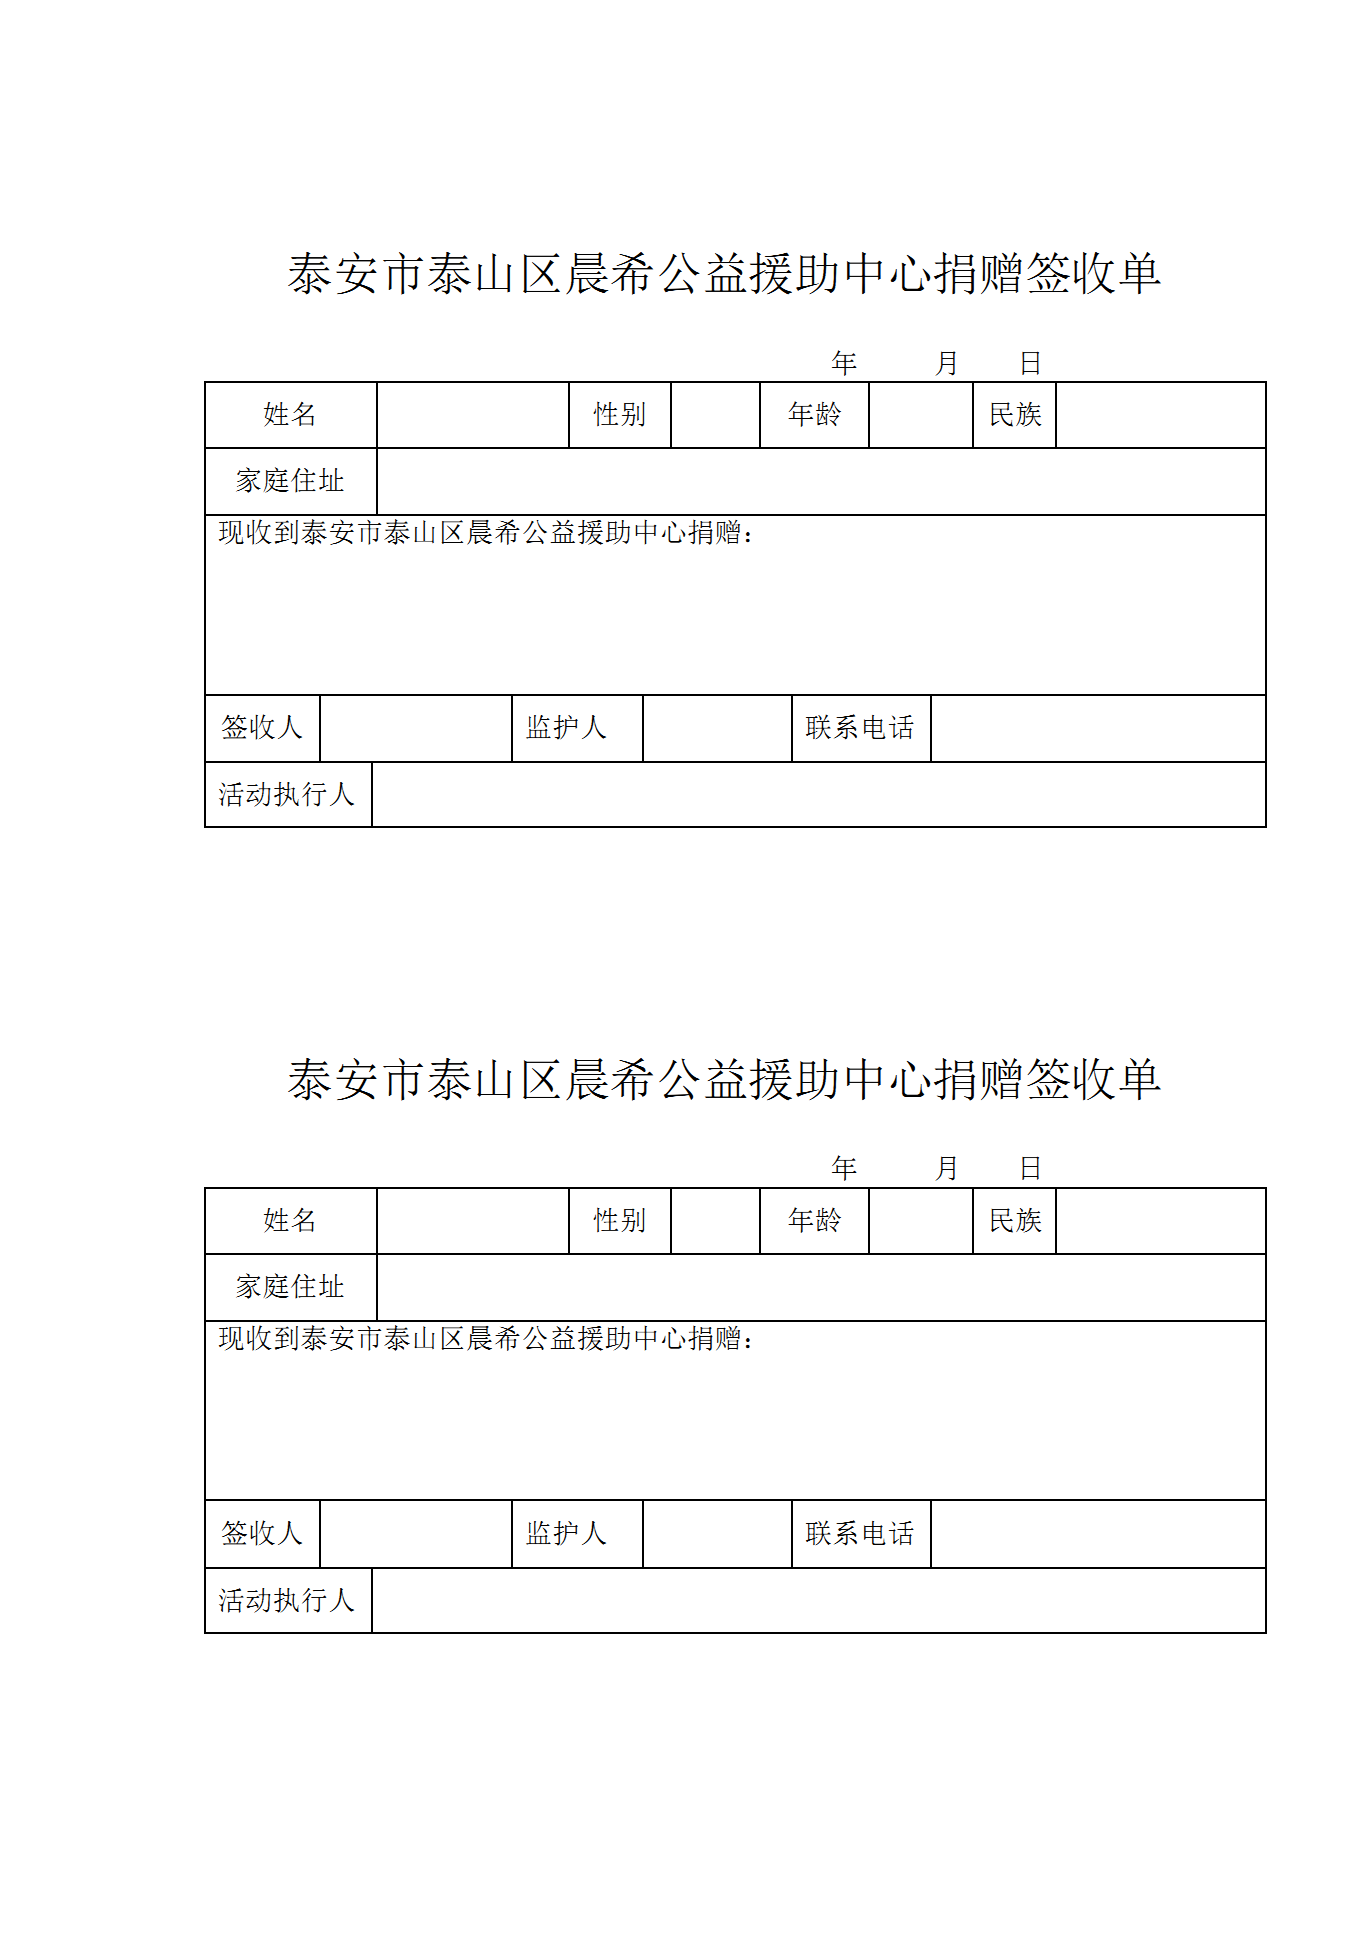 泰安市泰山区晨希公益援助中心捐赠签收单
年 月 日
姓名 性别 年龄 民族
家庭住址
现收到泰安市泰山区晨希公益援助中心捐赠：
签收人 监护人 联系电话
活动执行人
泰安市泰山区晨希公益援助中心捐赠签收单
年 月 日
姓名 性别 年龄 民族
家庭住址
现收到泰安市泰山区晨希公益援助中心捐赠：
签收人 监护人 联系电话
活动执行人